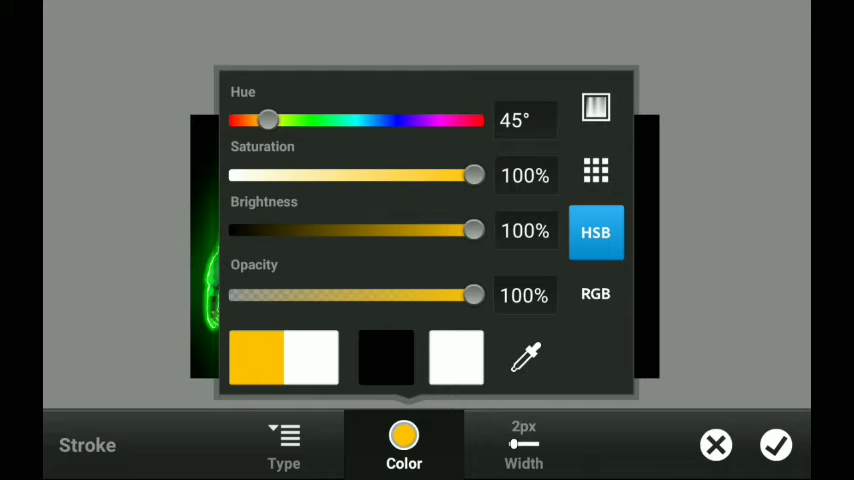 Hue
45°
Saturation
100%
Brightness
100%
HSB
Opacity
100%
RGB
Stroke
Type
Color
2px
Width